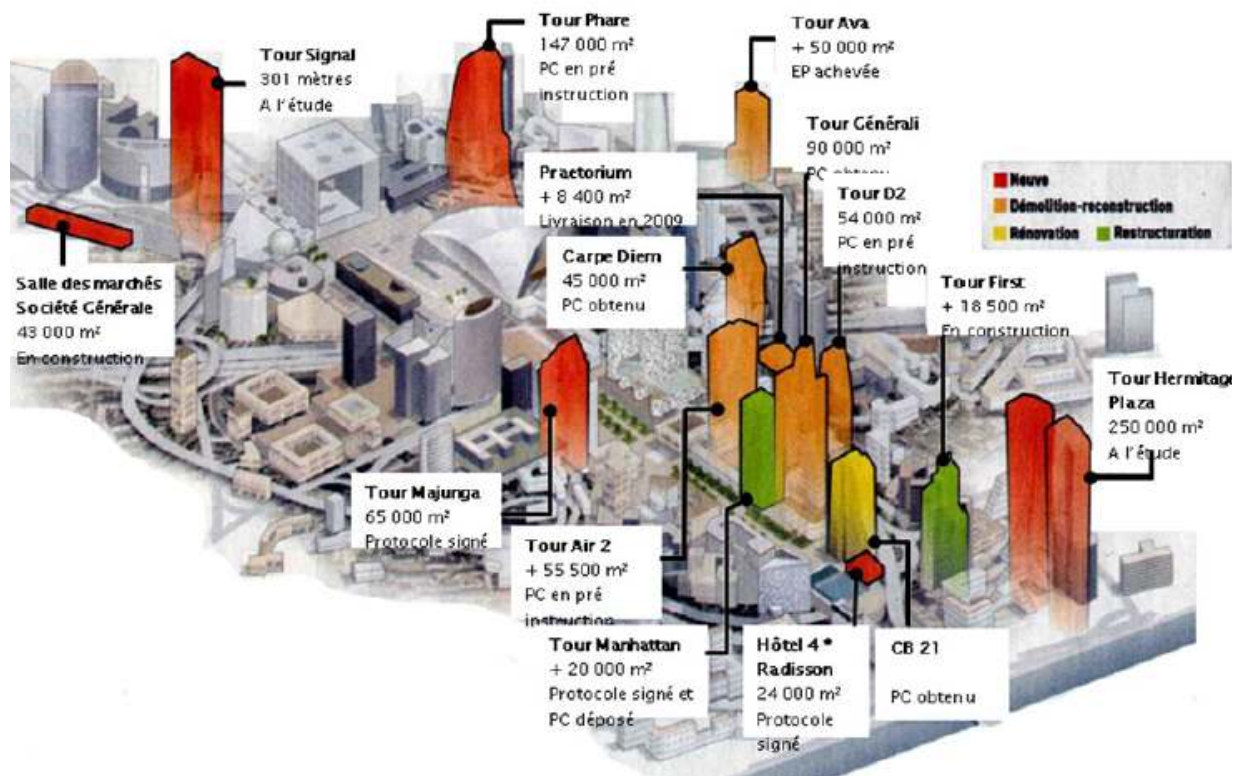 Tour Signal
301 mètres
A l'étude
Tour Phare
147 000 m²
PC en pré
instruction
Tour Ava
+ 50 000 m²
EP achevée
Tour Générali
90 000 m²
PC obtenu
Praetorium
+ 8 400 m²
Livraison en 2009
Tour D2
54 000 m²
PC en pré
instruction
Neuve
Démolition-reconstruction
Rénovation
Restructuration
Carpe Diem
45 000 m²
PC obtenu
Salle des marchés
Société Générale
43 000 m²
En construction
Tour First
+ 18 500 m²
En construction
Tour Hermitage
Plaza
250 000 m²
A l'étude
Tour Majunga
65 000 m²
Protocole signé
Tour Air 2
+ 55 500 m²
PC en pré
instruction
Tour Manhattan
+ 20 000 m²
Protocole signé et
PC déposé
Hôtel 4*
Radisson
24 000 m²
Protocole
signé
CB 21
PC obtenu